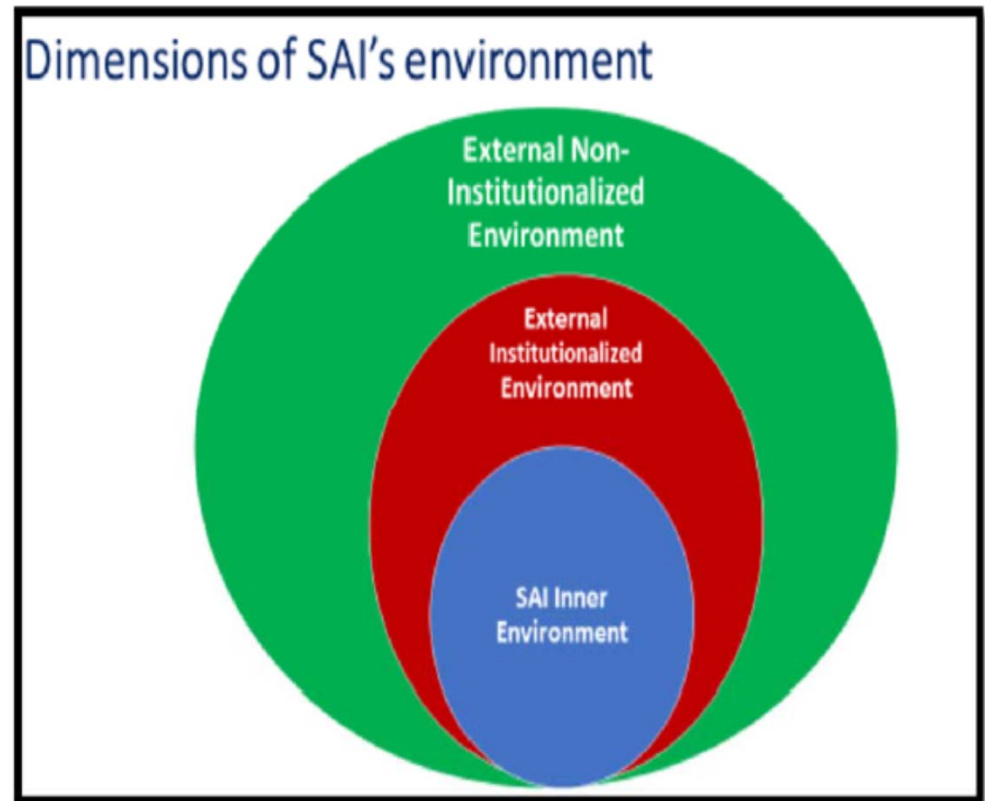 Dimensions of SAI's environment
External Non-
Institutionalized
Environment
External
Institutionalized
Environment
SAI Inner
Environment